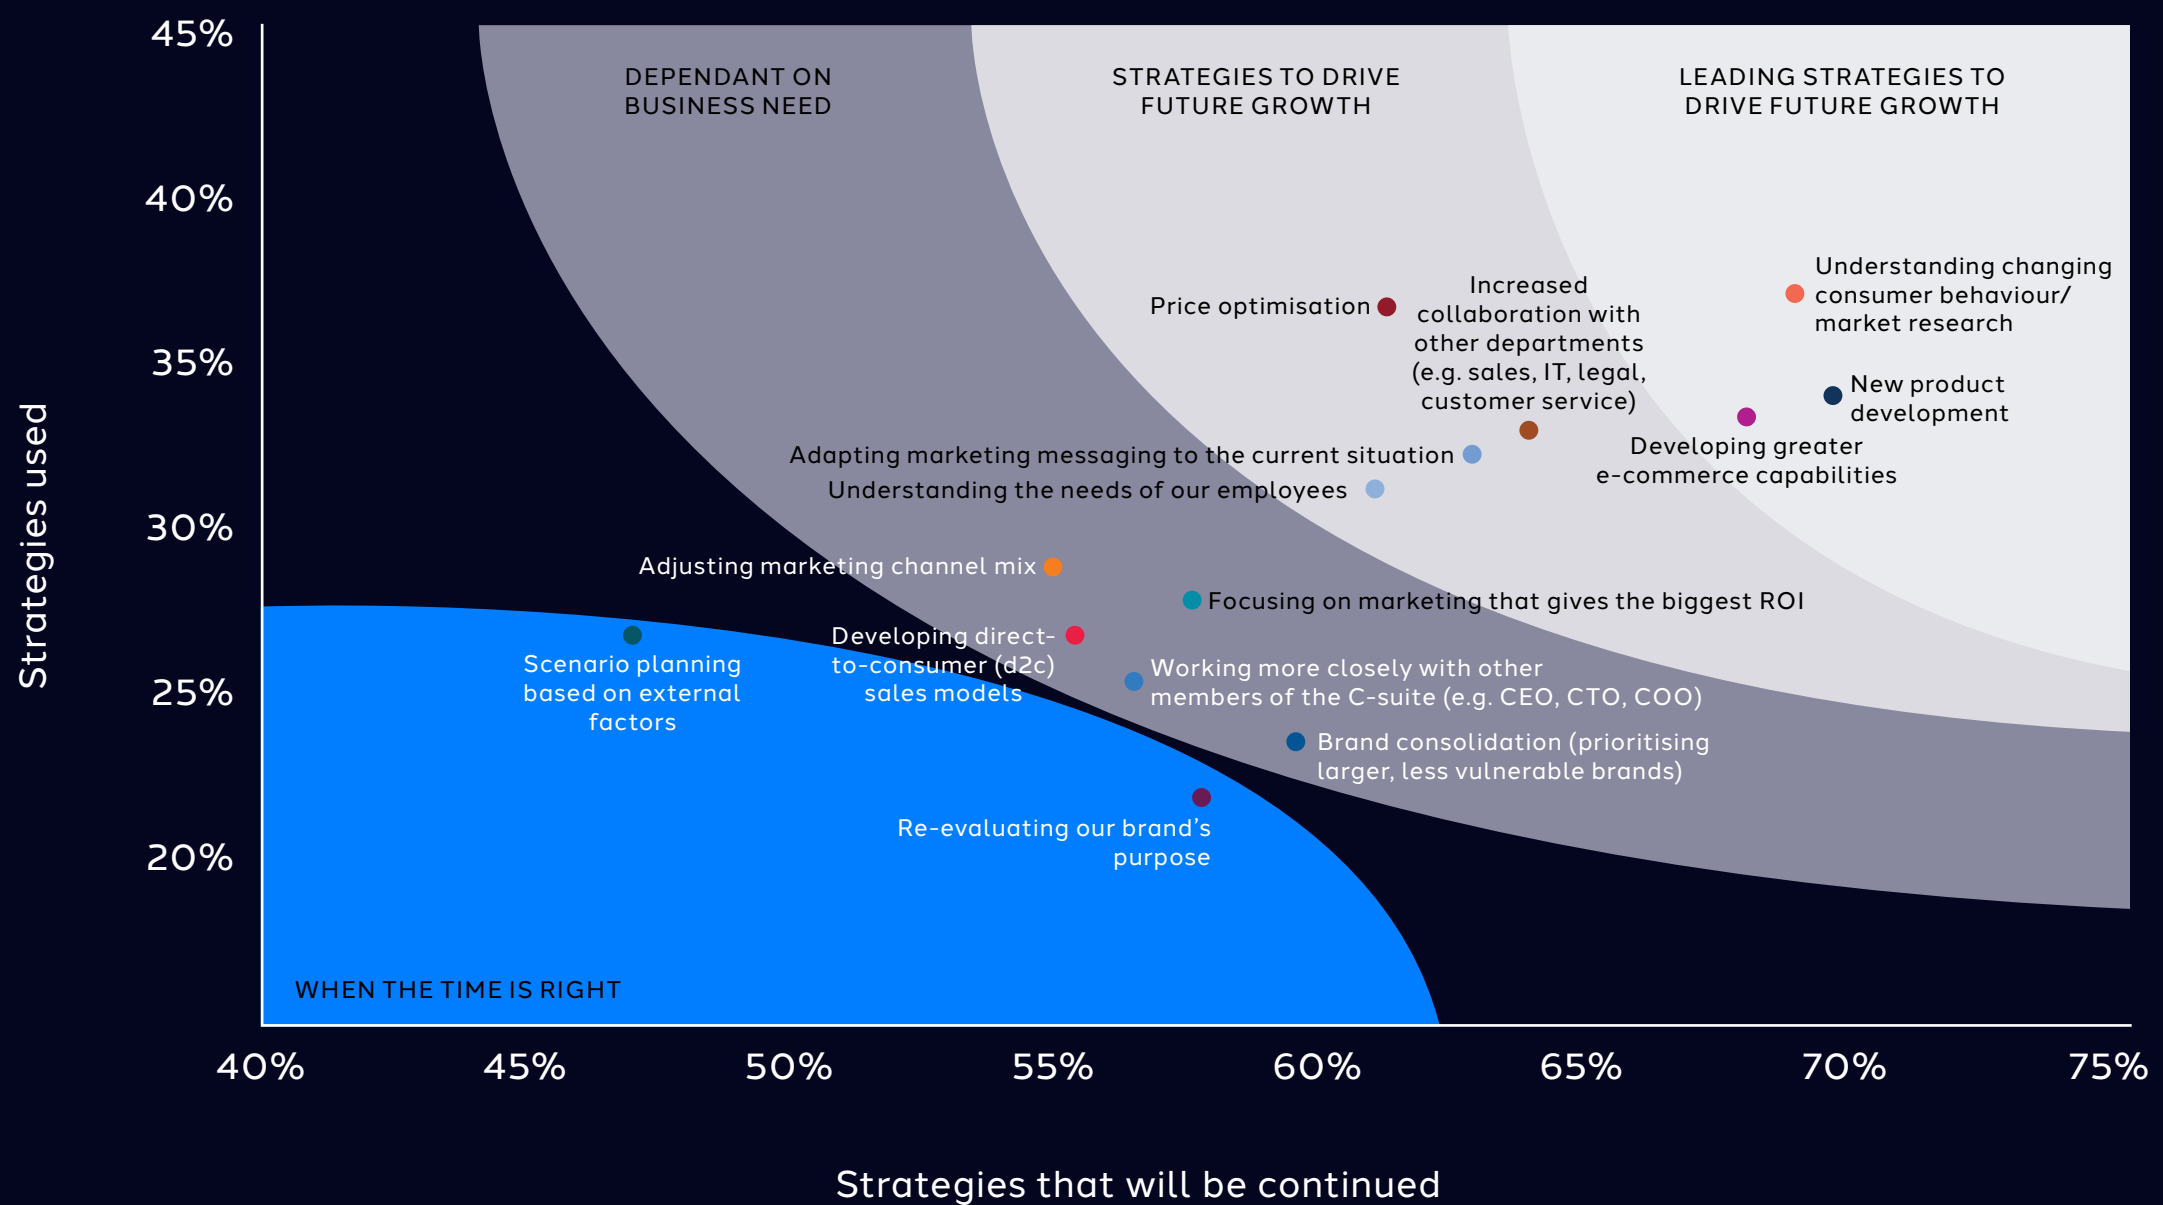 45%
40%
35%
30%
25%
20%
Strategies used
DEPENDANT ON
BUSINESS NEED
STRATEGIES TO DRIVE
FUTURE GROWTH
LEADING STRATEGIES TO
DRIVE FUTURE GROWTH
Understanding changing
consumer behaviour/
market research
Increased
collaboration with
other departments
(e.g. sales, IT, legal,
customer service)
Price optimisation
New product
development
Developing greater
e-commerce capabilities
Adapting marketing messaging to the current situation
Understanding the needs of our employees
Adjusting marketing channel mix
Focusing on marketing that gives the biggest ROI
Developing direct-
to-consumer (d2c)
sales models
Scenario planning
based on external
factors
Working more closely with other
members of the C-suite (e.g. CEO, CTO, COO)
Brand consolidation (prioritising
larger, less vulnerable brands)
Re-evaluating our brand’s
purpose
WHEN THE TIME IS RIGHT
40%
45%
50%
55%
60%
65%
70%
75%
Strategies that will be continued